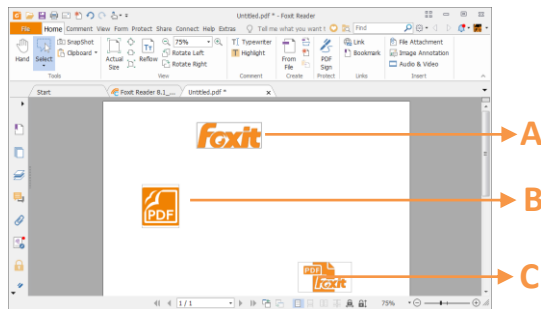 Untitled.pdf * - Foxit Reader
File Home Comment View Form Protect Share Connect Help Extras Tell me what you want t Find
Hand Select SnapShot Clipboard Actual Size Reflow 75% Rotate Left Rotate Right Typewriter Highlight From File PDF Sign Link Bookmark File Attachment Image Annotation Audio & Video
Tools View Comment Create Protect Links Insert
Start Foxit Reader 8.1_... Untitled.pdf * x
Foxit A
PDF B
PDF Foxit C
1 / 1 75%